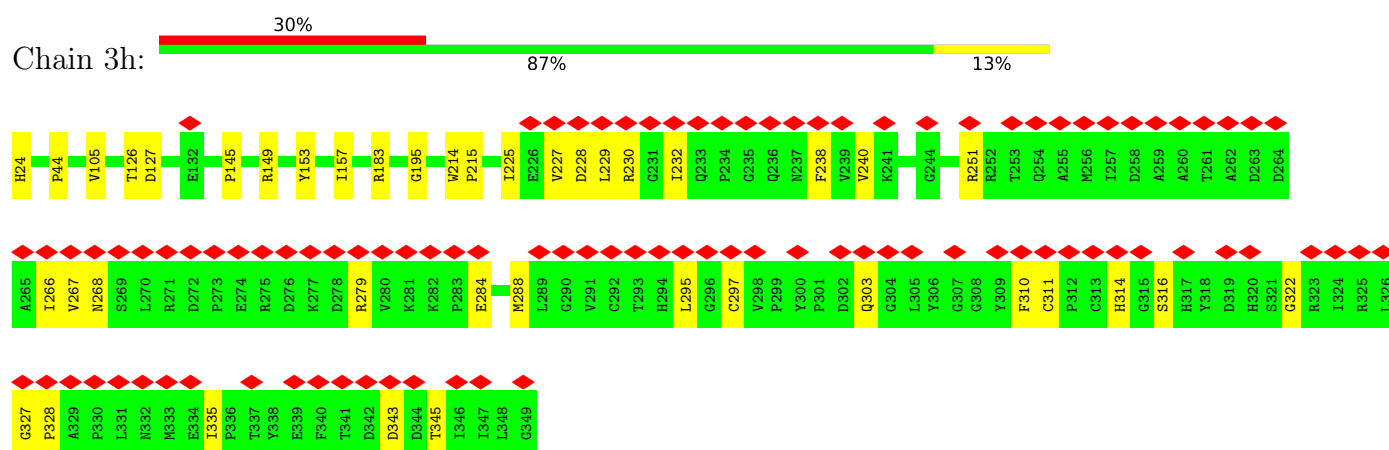 30%
Chain 3h:
87% 13%
H24 P44 V105 T126 D127 E132 P145 R149 Y153 I157 R183 G195 W214 P215 I225 E226 V227 D228 L229 R230 G231 I232 Q233 P234 G235 Q236 N237 F238 V239 V240 K241 G244 R251 R252 T253 Q254 A255 M256 I257 D258 A259 A260 T261 A262 D263 D264
A265 I266 V267 N268 S269 L270 R271 D272 P273 E274 R275 D276 K277 D278 R279 V280 K281 K282 P283 E284 M288 L289 G290 V291 C292 T293 H294 L295 G296 C297 V298 P299 Y300 P301 D302 Q303 G304 L305 Y306 G307 G308 Y309 F310 C311 P312 C313 H314 G315 S316 H317 Y318 D319 H320 S321 G322 R323 I324 R325 L326
G327 P328 A329 P330 L331 N332 M333 E334 I335 P336 T337 Y338 E339 F340 T341 D342 D343 D344 T345 I346 I347 L348 G349